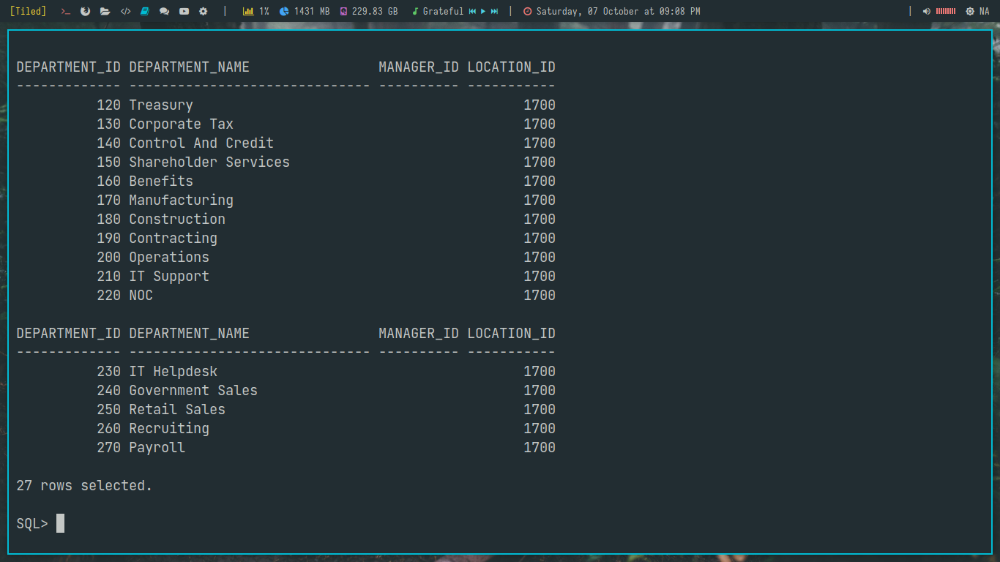 [Tiled] >_ </> | 1% 1431 MB 229.83 GB Grateful | Saturday, 07 October at 09:08 PM | NA
DEPARTMENT_ID DEPARTMENT_NAME                MANAGER_ID LOCATION_ID
------------- ------------------------------ ---------- -----------
          120 Treasury                                         1700
          130 Corporate Tax                                    1700
          140 Control And Credit                               1700
          150 Shareholder Services                             1700
          160 Benefits                                         1700
          170 Manufacturing                                    1700
          180 Construction                                     1700
          190 Contracting                                      1700
          200 Operations                                       1700
          210 IT Support                                       1700
          220 NOC                                              1700
DEPARTMENT_ID DEPARTMENT_NAME                MANAGER_ID LOCATION_ID
------------- ------------------------------ ---------- -----------
          230 IT Helpdesk                                      1700
          240 Government Sales                                 1700
          250 Retail Sales                                     1700
          260 Recruiting                                       1700
          270 Payroll                                          1700
27 rows selected.
SQL>